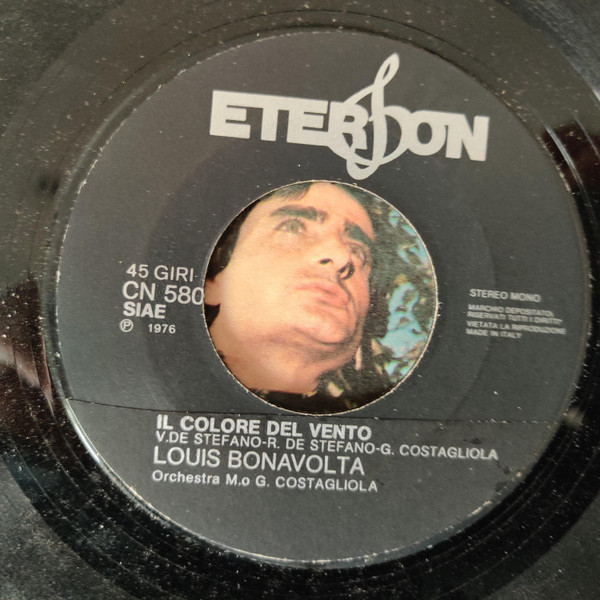 ETERSON
45 GIRI
CN 580
SIAE
Ⓟ 1976
STEREO MONO
MARCHIO DEPOSITATO,
RISERVATI TUTTI I DIRITTI
VIETATA LA RIPRODUZIONE
MADE IN ITALY
IL COLORE DEL VENTO
V.DE STEFANO-R. DE STEFANO-G. COSTAGLIOLA
LOUIS BONAVOLTA
Orchestra M.o G. COSTAGLIOLA